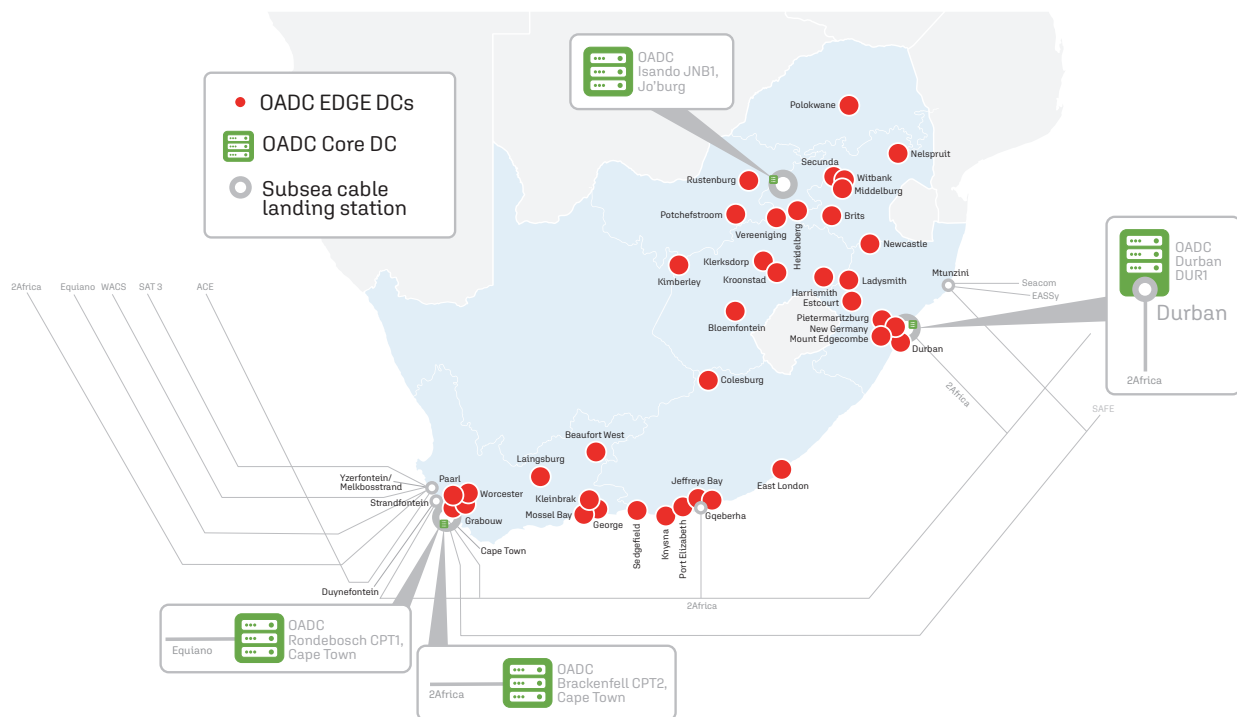 OADC EDGE DCs
OADC Core DC
Subsea cable
landing station
OADC
Isando JNB1,
Jo'burg
Polokwane
Nelspruit
Secunda
Witbank
Middelburg
Rustenburg
Potchefstroom
Vereeniging
Heidelberg
Brits
Newcastle
Klerksdorp
Kroonstad
Kimberley
Harrismith
Ladysmith
Estcourt
Bloemfontein
Pietermaritzburg
New Germany
Mount Edgecombe
Durban
Mtunzini
Seacom
EASSy
OADC
Durban
DUR1
Durban
2Africa
2Africa
SAFE
2Africa
Equiano
WACS
SAT 3
ACE
Colesburg
Beaufort West
Laingsburg
East London
Jeffreys Bay
Gqeberha
Port Elizabeth
Knysna
Sedgefield
Kleinbrak
Mossel Bay
George
Yzerfontein/
Melkbosstrand
Paarl
Worcester
Strandfontein
Grabouw
Cape Town
Duynefontein
2Africa
Equiano
OADC
Rondebosch CPT1,
Cape Town
2Africa
OADC
Brackenfell CPT2,
Cape Town